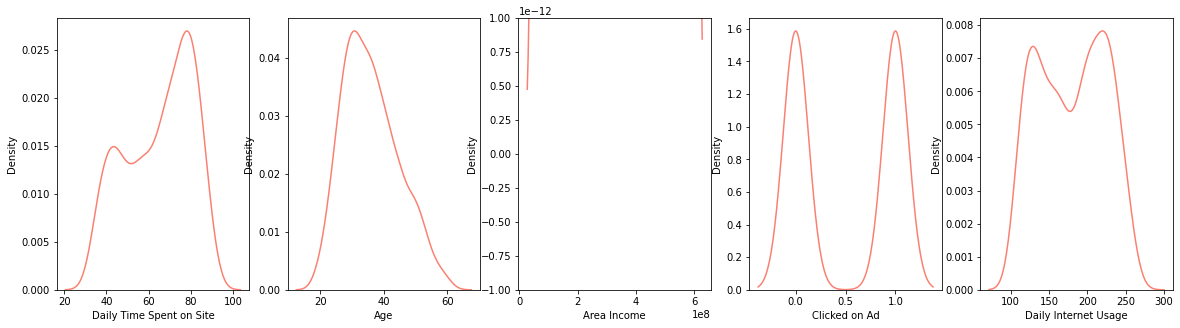 Density
0.025
0.020
0.015
0.010
0.005
0.000
20 40 60 80 100
Daily Time Spent on Site
Density
0.04
0.03
0.02
0.01
0.00
20 40 60
Age
1e−12
Density
1.00
0.75
0.50
0.25
0.00
−0.25
−0.50
−0.75
−1.00
0 2 4 6
1e8
Area Income
Density
1.6
1.4
1.2
1.0
0.8
0.6
0.4
0.2
0.0
0.0 0.5 1.0
Clicked on Ad
Density
0.008
0.007
0.006
0.005
0.004
0.003
0.002
0.001
0.000
100 150 200 250 300
Daily Internet Usage